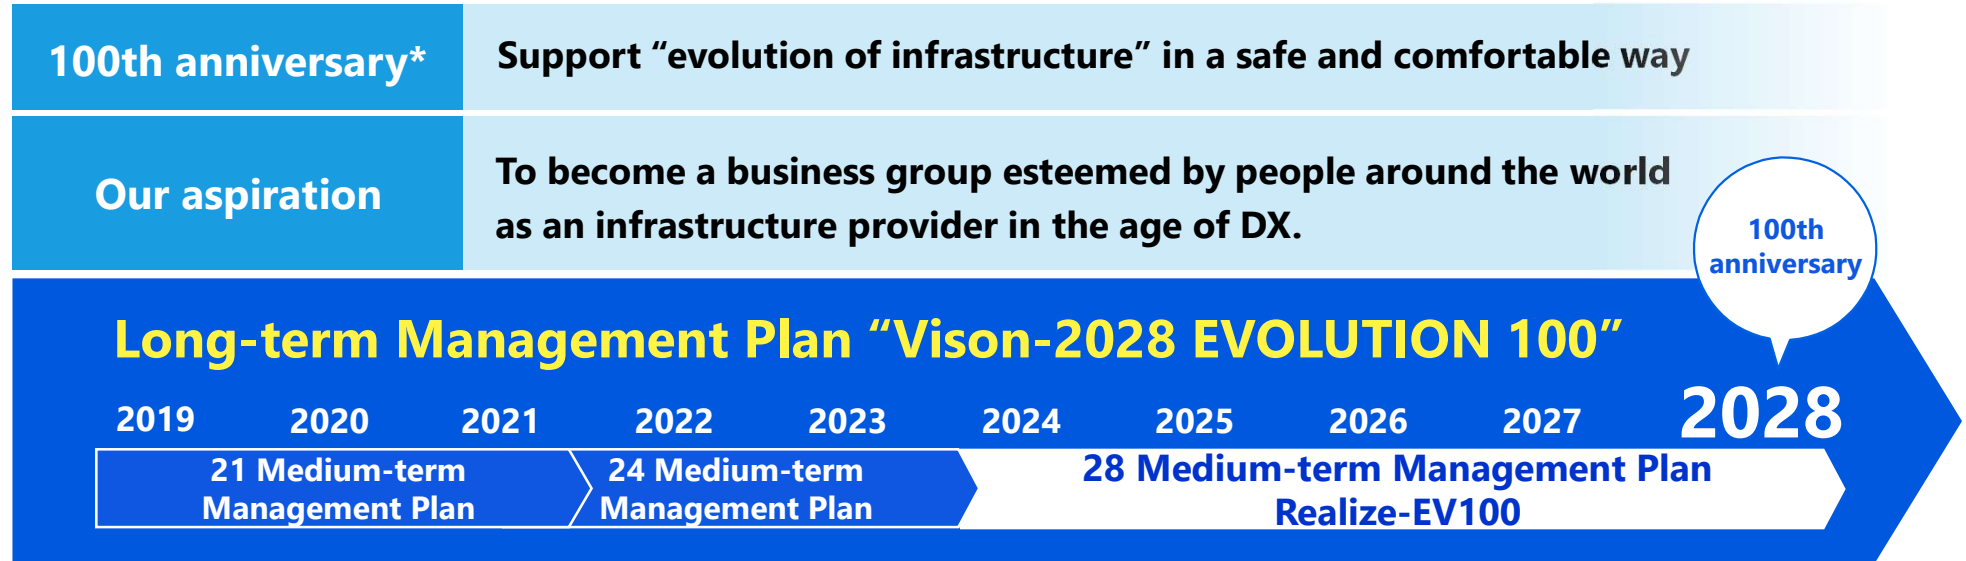 100th anniversary*
Support “evolution of infrastructure” in a safe and comfortable way
Our aspiration
To become a business group esteemed by people around the world
as an infrastructure provider in the age of DX.
100th
anniversary
Long-term Management Plan “Vison-2028 EVOLUTION 100”
2019 2020 2021 2022 2023 2024 2025 2026 2027 2028
21 Medium-term
Management Plan
24 Medium-term
Management Plan
28 Medium-term Management Plan
Realize-EV100